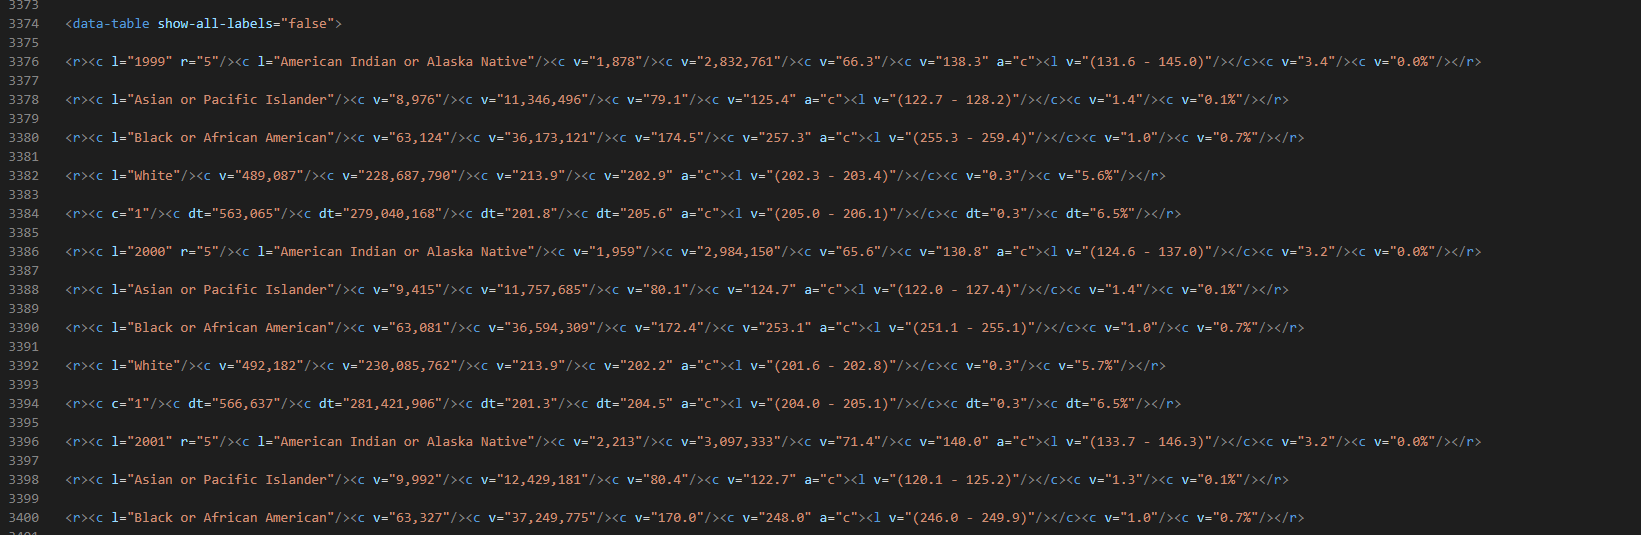 3373
3374 <data-table show-all-labels="false">
3375
3376 <r><c l="1999" r="5"/><c l="American Indian or Alaska Native"/><c v="1,878"/><c v="2,832,761"/><c v="66.3"/><c v="138.3" a="c"><l v="(131.6 - 145.0)"/></c><c v="3.4"/><c v="0.0%"/></r>
3377
3378 <r><c l="Asian or Pacific Islander"/><c v="8,976"/><c v="11,346,496"/><c v="79.1"/><c v="125.4" a="c"><l v="(122.7 - 128.2)"/></c><c v="1.4"/><c v="0.1%"/></r>
3379
3380 <r><c l="Black or African American"/><c v="63,124"/><c v="36,173,121"/><c v="174.5"/><c v="257.3" a="c"><l v="(255.3 - 259.4)"/></c><c v="1.0"/><c v="0.7%"/></r>
3381
3382 <r><c l="White"/><c v="489,087"/><c v="228,687,790"/><c v="213.9"/><c v="202.9" a="c"><l v="(202.3 - 203.4)"/></c><c v="0.3"/><c v="5.6%"/></r>
3383
3384 <r><c c="1"/><c dt="563,065"/><c dt="279,040,168"/><c dt="201.8"/><c dt="205.6" a="c"><l v="(205.0 - 206.1)"/></c><c dt="0.3"/><c dt="6.5%"/></r>
3385
3386 <r><c l="2000" r="5"/><c l="American Indian or Alaska Native"/><c v="1,959"/><c v="2,984,150"/><c v="65.6"/><c v="130.8" a="c"><l v="(124.6 - 137.0)"/></c><c v="3.2"/><c v="0.0%"/></r>
3387
3388 <r><c l="Asian or Pacific Islander"/><c v="9,415"/><c v="11,757,685"/><c v="80.1"/><c v="124.7" a="c"><l v="(122.0 - 127.4)"/></c><c v="1.4"/><c v="0.1%"/></r>
3389
3390 <r><c l="Black or African American"/><c v="63,081"/><c v="36,594,309"/><c v="172.4"/><c v="253.1" a="c"><l v="(251.1 - 255.1)"/></c><c v="1.0"/><c v="0.7%"/></r>
3391
3392 <r><c l="White"/><c v="492,182"/><c v="230,085,762"/><c v="213.9"/><c v="202.2" a="c"><l v="(201.6 - 202.8)"/></c><c v="0.3"/><c v="5.7%"/></r>
3393
3394 <r><c c="1"/><c dt="566,637"/><c dt="281,421,906"/><c dt="201.3"/><c dt="204.5" a="c"><l v="(204.0 - 205.1)"/></c><c dt="0.3"/><c dt="6.5%"/></r>
3395
3396 <r><c l="2001" r="5"/><c l="American Indian or Alaska Native"/><c v="2,213"/><c v="3,097,333"/><c v="71.4"/><c v="140.0" a="c"><l v="(133.7 - 146.3)"/></c><c v="3.2"/><c v="0.0%"/></r>
3397
3398 <r><c l="Asian or Pacific Islander"/><c v="9,992"/><c v="12,429,181"/><c v="80.4"/><c v="122.7" a="c"><l v="(120.1 - 125.2)"/></c><c v="1.3"/><c v="0.1%"/></r>
3399
3400 <r><c l="Black or African American"/><c v="63,327"/><c v="37,249,775"/><c v="170.0"/><c v="248.0" a="c"><l v="(246.0 - 249.9)"/></c><c v="1.0"/><c v="0.7%"/></r>